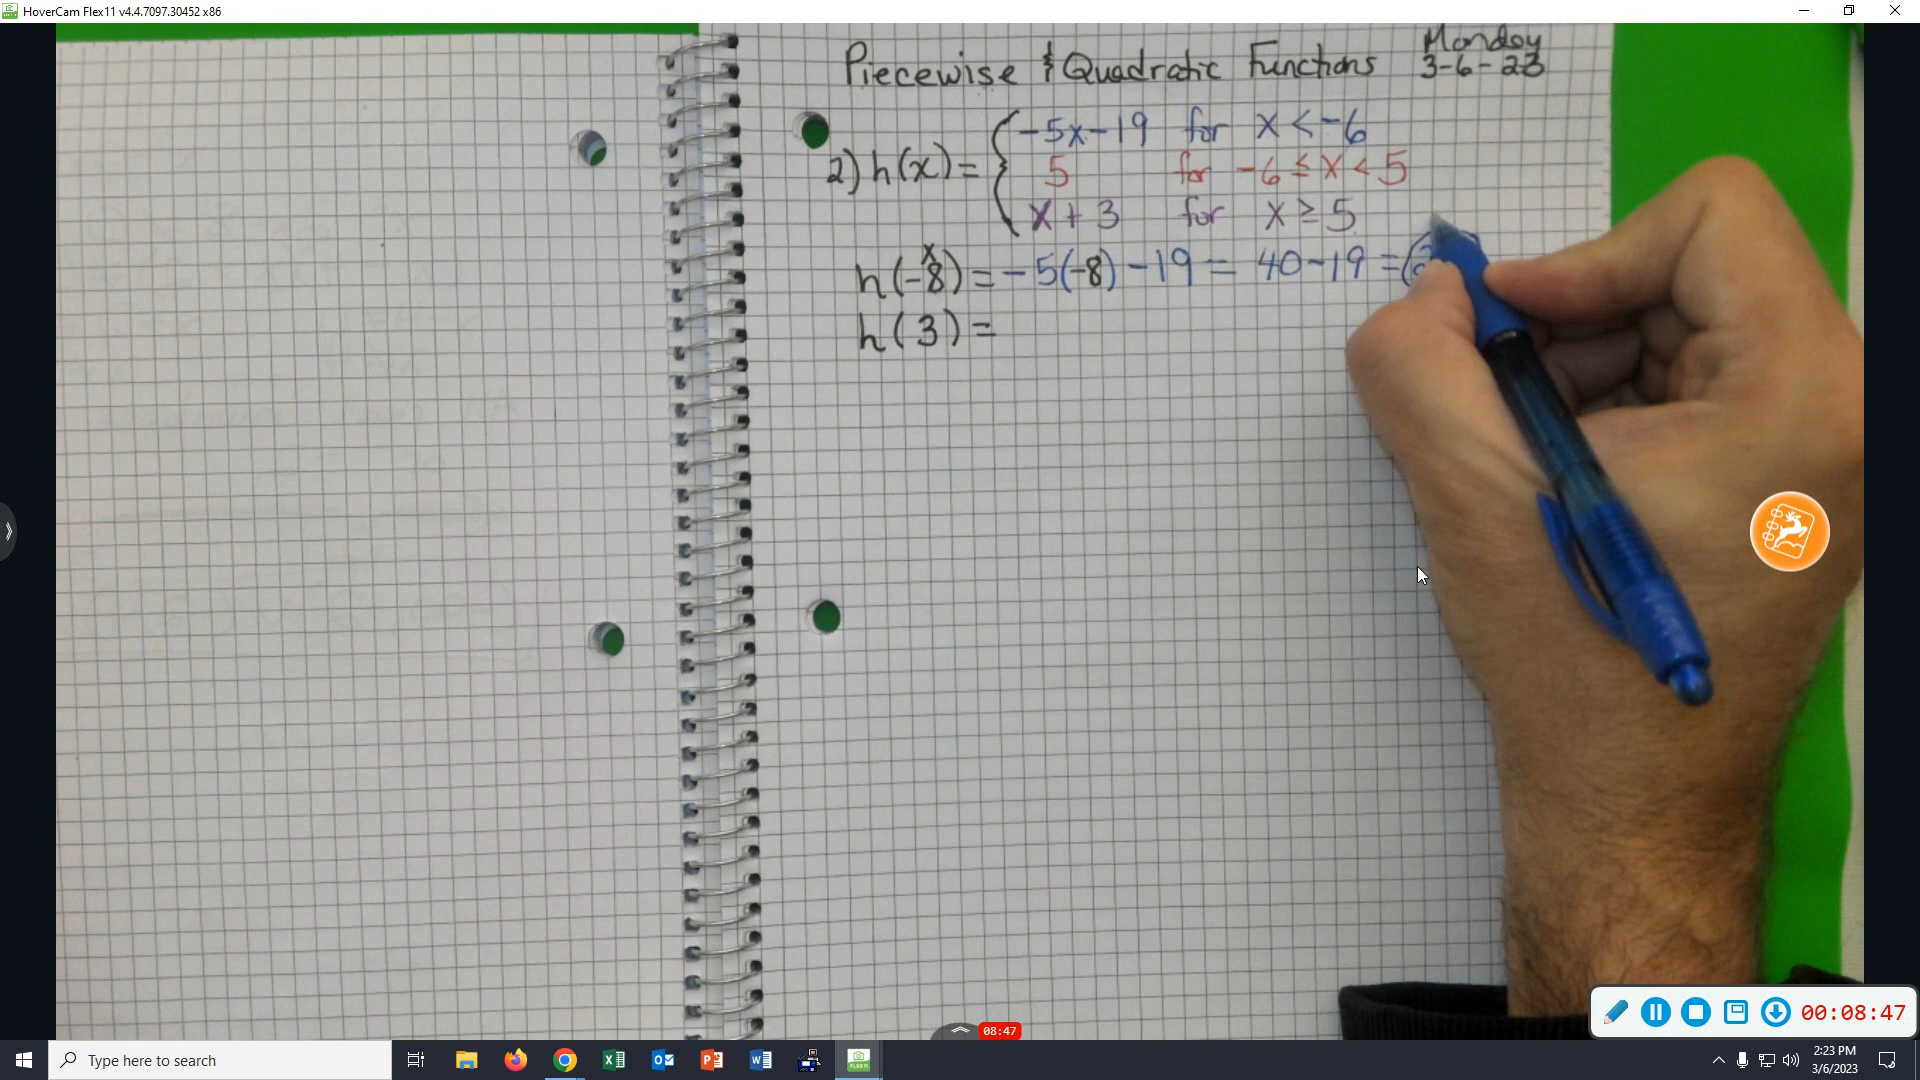 HoverCam Flex11 v4.4.7097.30452 x86
Piecewise & Quadratic Functions Monday
3-6-23
2) h(x) = { -5x-19 for x < -6
5 for -6 ≤ x < 5
x + 3 for x ≥ 5
x
h(-8) = -5(-8) -19 = 40-19 =
h(3) =
08:47
00:08:47
Type here to search
2:23 PM
3/6/2023